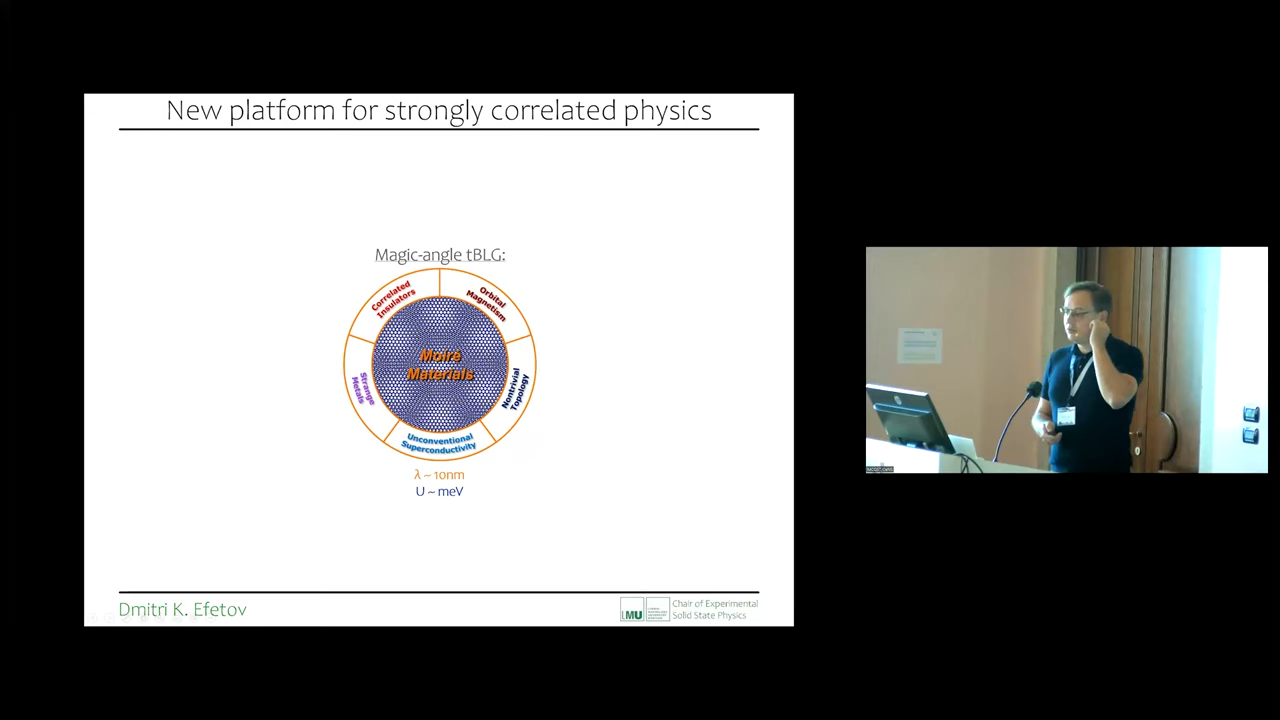 New platform for strongly correlated physics
Magic-angle tBLG:
Correlated
Insulators
Orbital
Magnetism
Moire
Materials
Strange
Metals
Nontrivial
Topology
Unconventional
Superconductivity
λ ~ 10nm
U ~ meV
Dmitri K. Efetov
LMU
Chair of Experimental
Solid State Physics